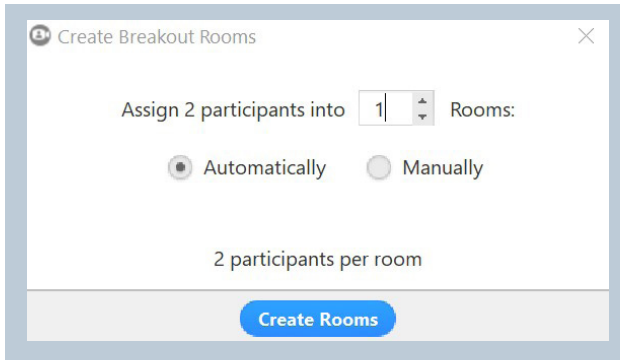 Create Breakout Rooms
Assign 2 participants into 1 Rooms:
Automatically Manually
2 participants per room
Create Rooms